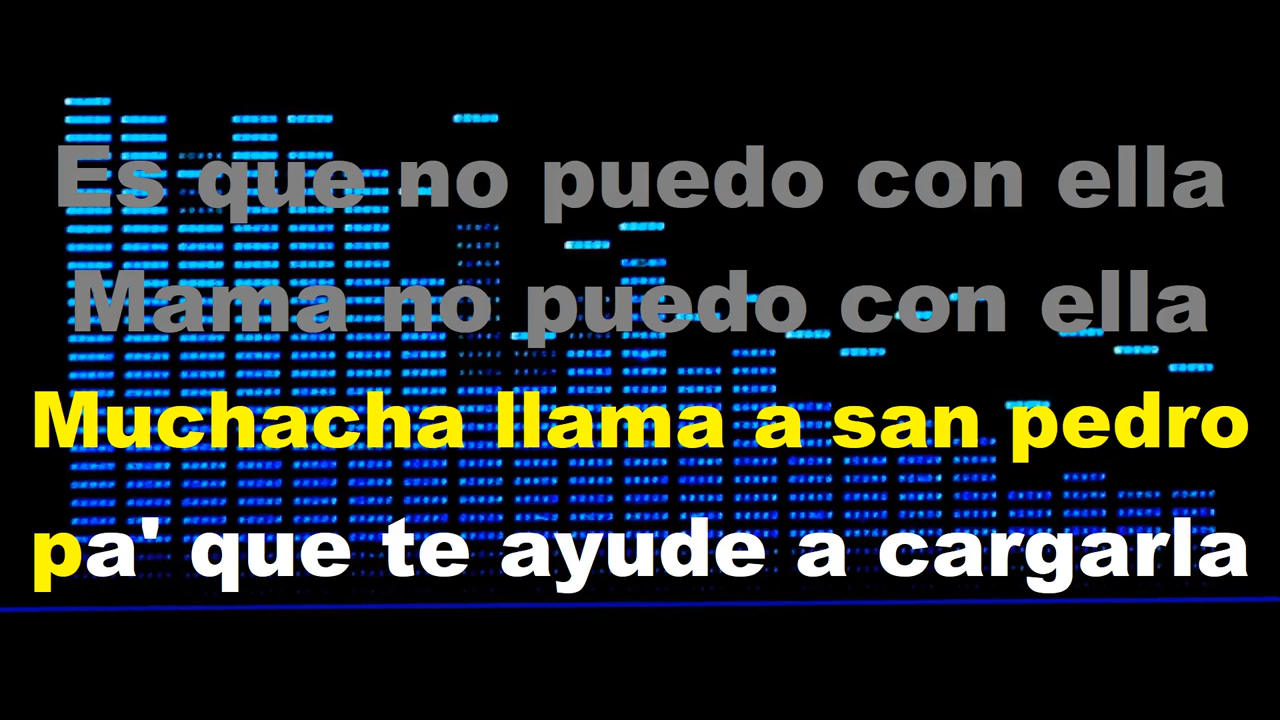 Es que no puedo con ella
Mama no puedo con ella
Muchacha llama a san pedro
pa' que te ayude a cargarla